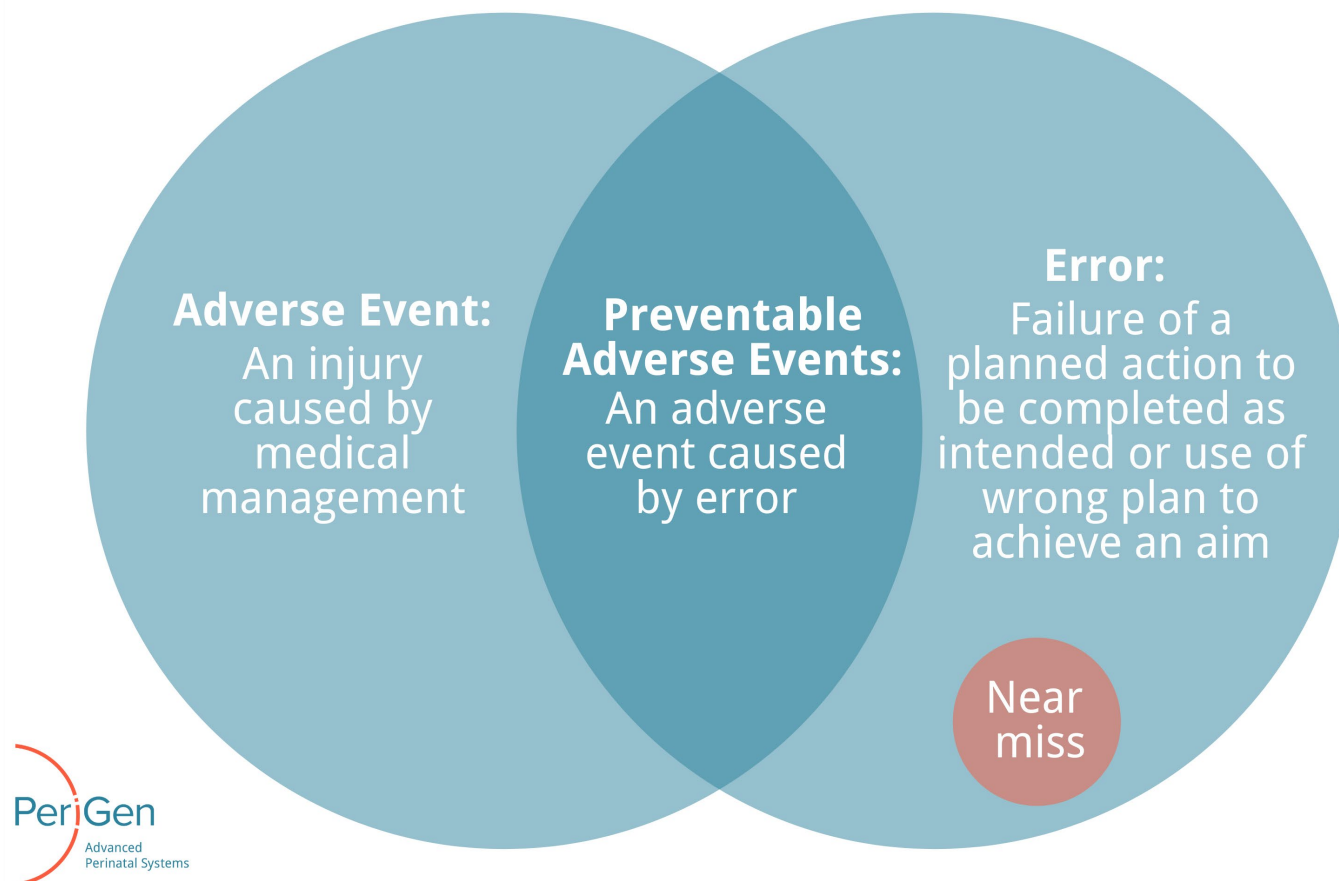 Adverse Event:
An injury
caused by
medical
management
Preventable
Adverse Events:
An adverse
event caused
by error
Error:
Failure of a
planned action to
be completed as
intended or use of
wrong plan to
achieve an aim
Near
miss
PeriGen
Advanced
Perinatal Systems